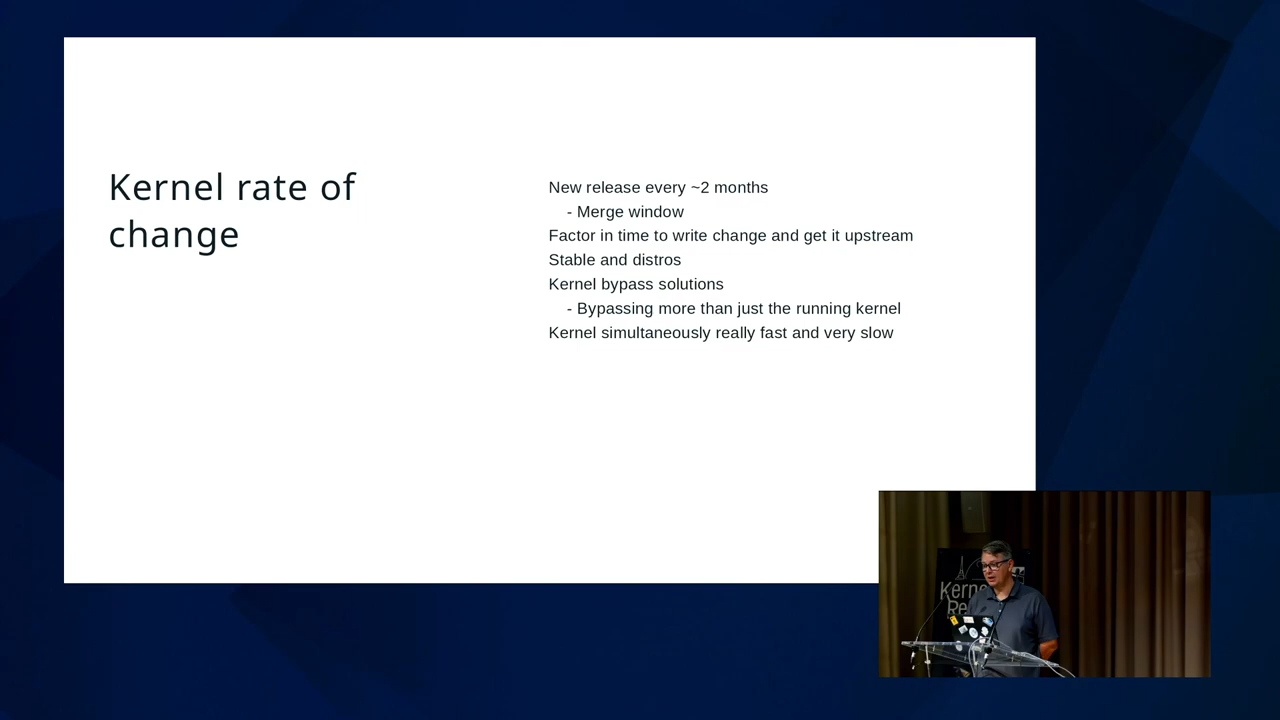 Kernel rate of
change
New release every ~2 months
- Merge window
Factor in time to write change and get it upstream
Stable and distros
Kernel bypass solutions
- Bypassing more than just the running kernel
Kernel simultaneously really fast and very slow
Kerne
Re